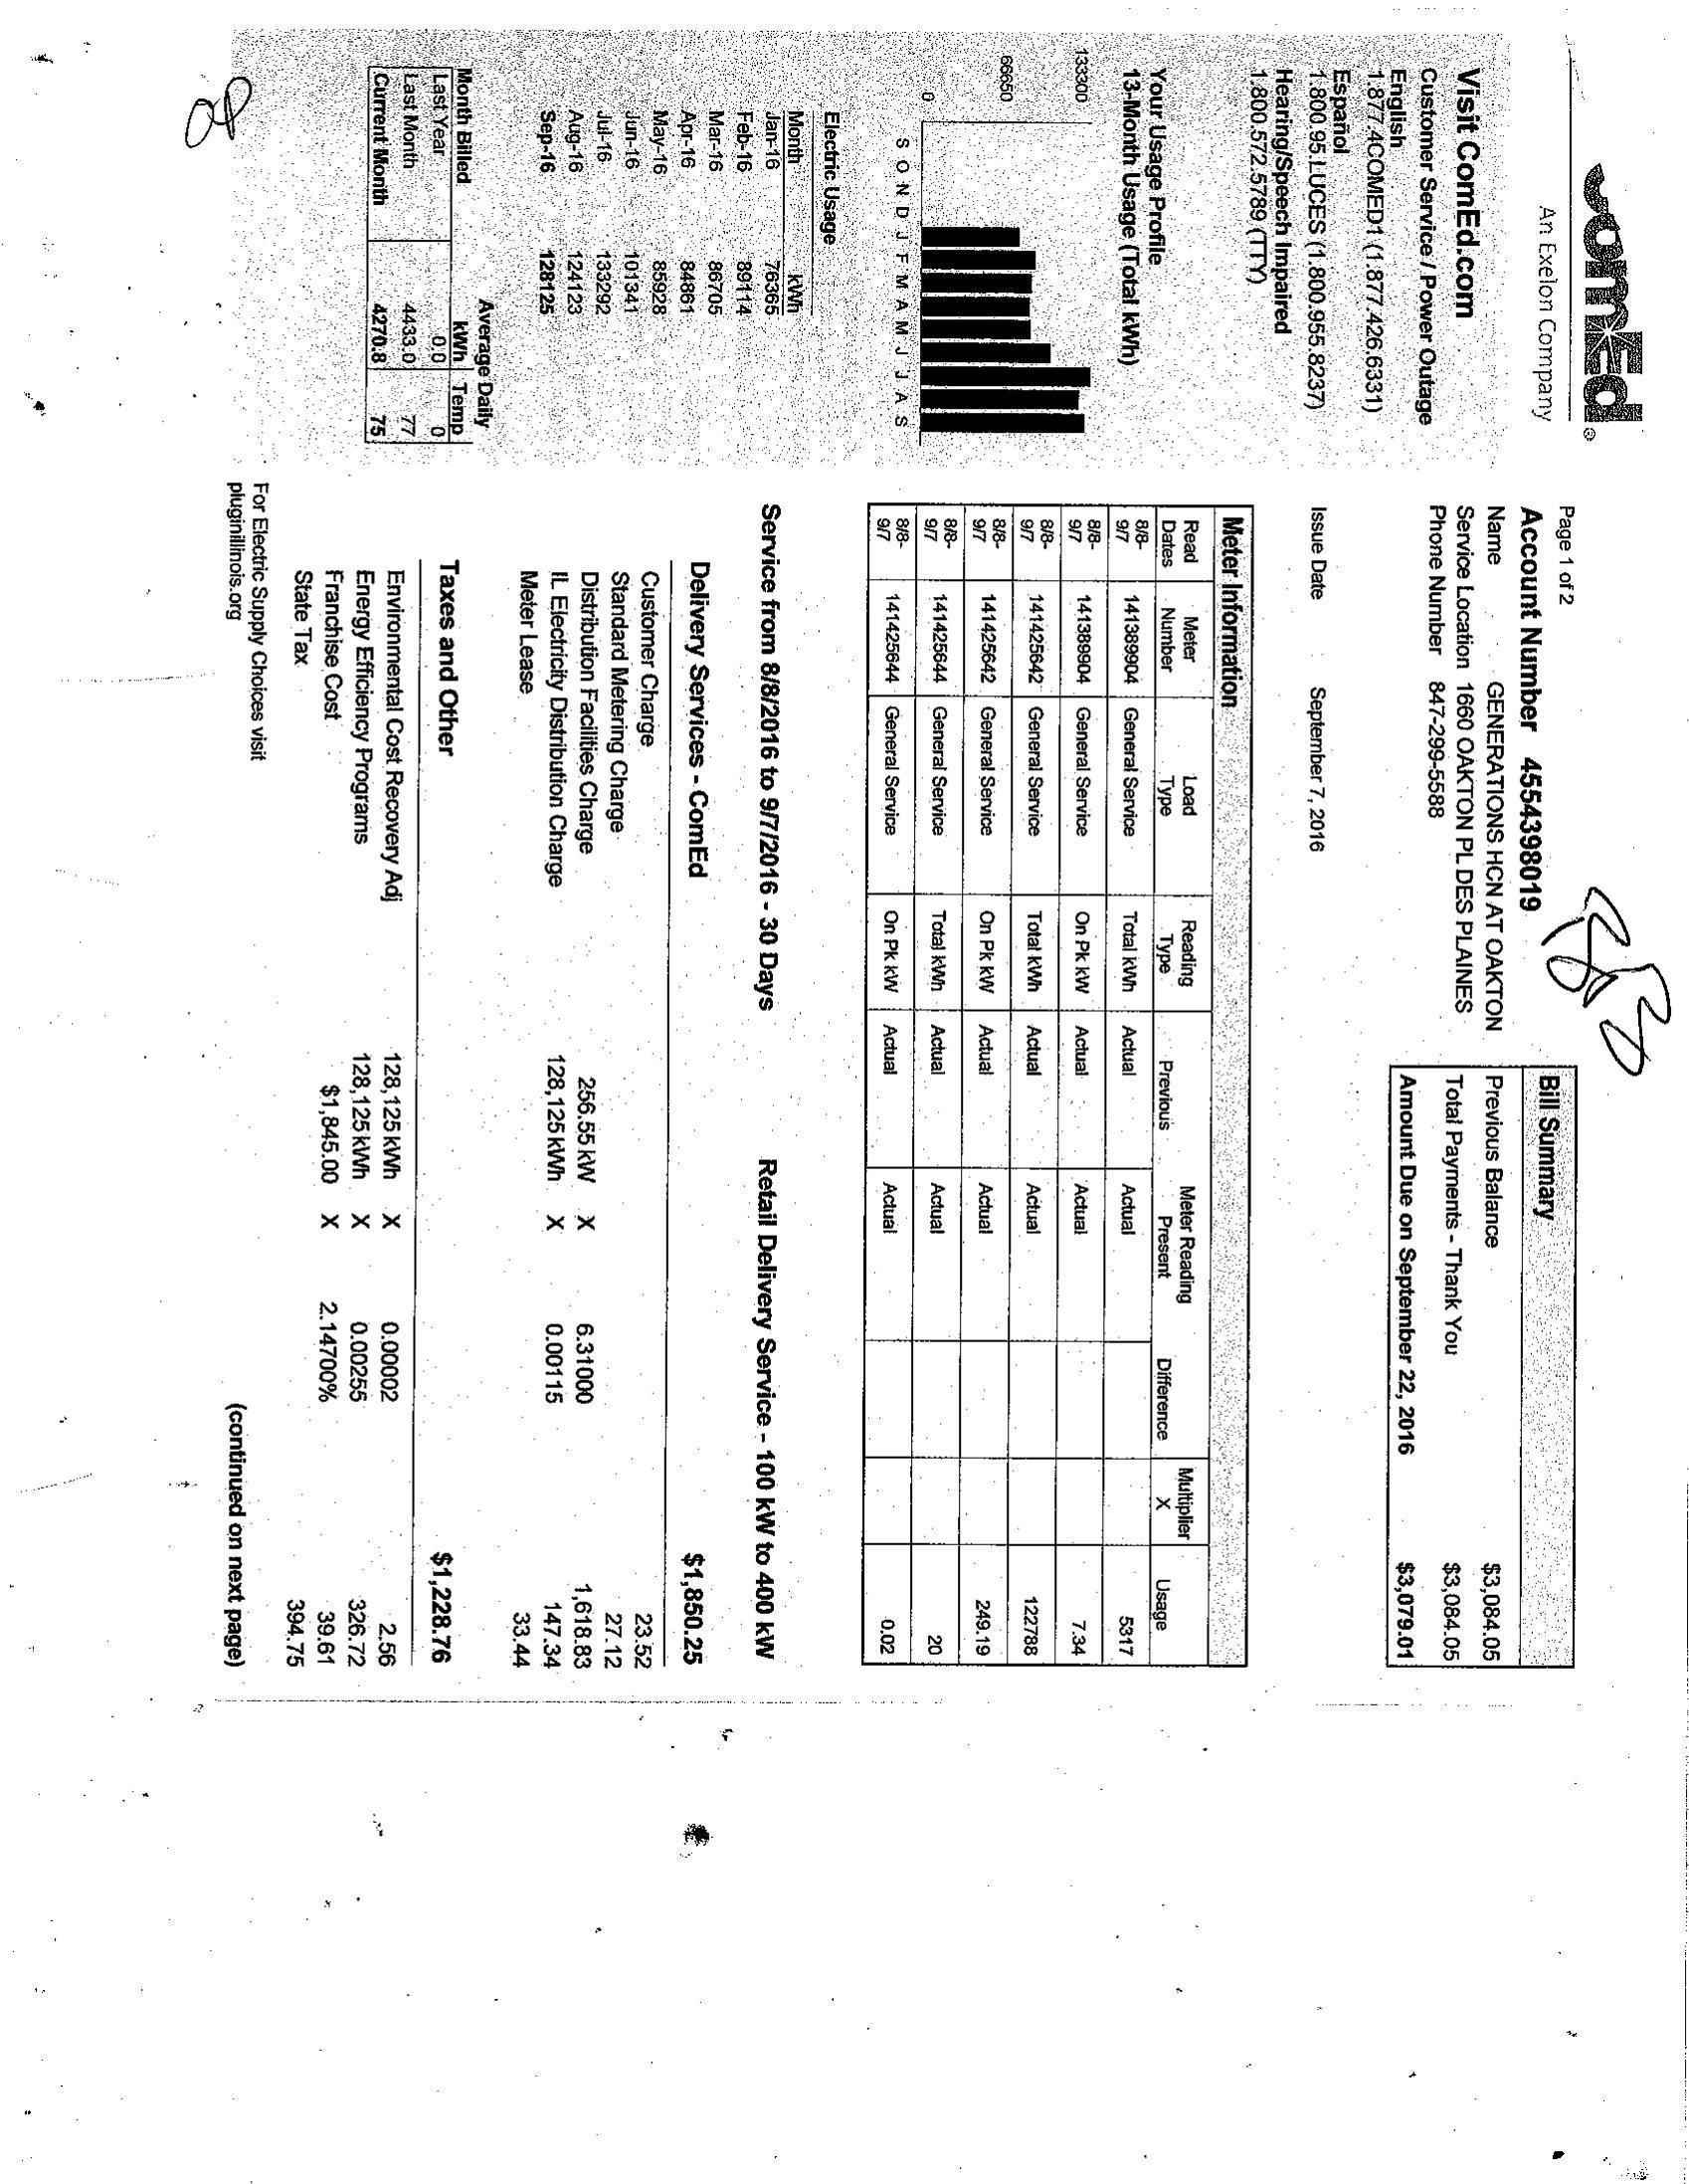 ComEd®
An Exelon Company
Visit ComEd.com
Customer Service / Power Outage
English
1.877.4COMED1 (1.877.426.6331)
Español
1.800.95.LUCES (1.800.955.8237)
Hearing/Speech Impaired
1.800.572.5789 (TTY)
Your Usage Profile
13-Month Usage (Total kWh)
133300
66650
0
S O N D J F M A M J J A S
Electric Usage
Month kWh
Jan-16 76365
Feb-16 89114
Mar-16 86705
Apr-16 84861
May-16 85928
Jun-16 101341
Jul-16 133292
Aug-16 124123
Sep-16 128125
Average Daily
Month Billed kWh Temp
Last Year 0.0 0
Last Month 4433.0 77
Current Month 4270.8 75
Page 1 of 2
Account Number 4554398019
Name GENERATIONS HCN AT OAKTON
Service Location 1660 OAKTON PL DES PLAINES
Phone Number 847-299-5588
Issue Date September 7, 2016
Bill Summary
Previous Balance $3,084.05
Total Payments - Thank You $3,084.05
Amount Due on September 22, 2016 $3,079.01
Meter Information
Read Dates Meter Number Load Type Reading Type Meter Reading Previous Present Difference Multiplier X Usage
8/8-9/7 141389904 General Service Total kWh Actual Actual 5317
8/8-9/7 141389904 General Service On Pk kW Actual Actual 7.34
8/8-9/7 141425642 General Service Total kWh Actual Actual 122788
8/8-9/7 141425642 General Service On Pk kW Actual Actual 249.19
8/8-9/7 141425644 General Service Total kWh Actual Actual 20
8/8-9/7 141425644 General Service On Pk kW Actual Actual 0.02
Service from 8/8/2016 to 9/7/2016 - 30 Days Retail Delivery Service - 100 kW to 400 kW
Delivery Services - ComEd $1,850.25
Customer Charge 23.52
Standard Metering Charge 27.12
Distribution Facilities Charge 256.55 kW X 6.31000 1,618.83
IL Electricity Distribution Charge 128,125 kWh X 0.00115 147.34
Meter Lease 33.44
Taxes and Other $1,228.76
Environmental Cost Recovery Adj 128,125 kWh X 0.00002 2.56
Energy Efficiency Programs 128,125 kWh X 0.00255 326.72
Franchise Cost $1,845.00 X 2.14700% 39.61
State Tax 394.75
For Electric Supply Choices visit
pluginillinois.org
(continued on next page)